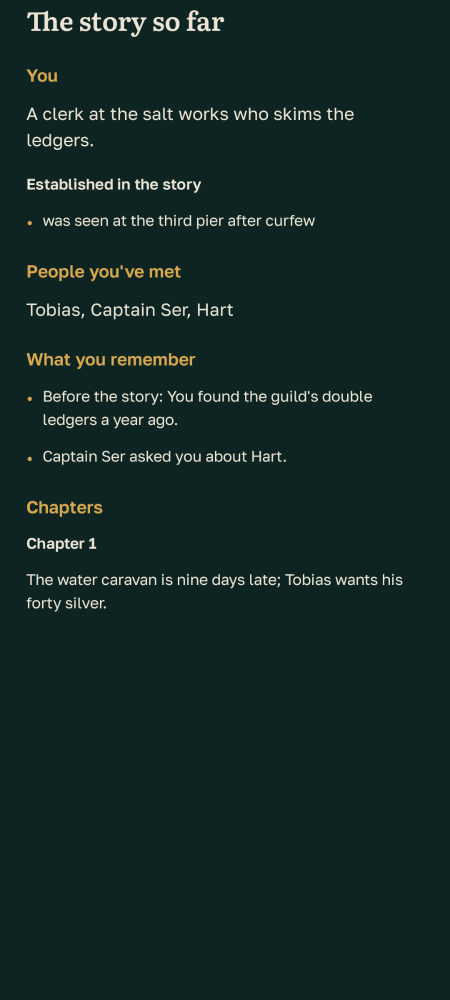 The story so far
You
A clerk at the salt works who skims the
ledgers.
Established in the story
• was seen at the third pier after curfew
People you've met
Tobias, Captain Ser, Hart
What you remember
• Before the story: You found the guild's double
ledgers a year ago.
• Captain Ser asked you about Hart.
Chapters
Chapter 1
The water caravan is nine days late; Tobias wants his
forty silver.